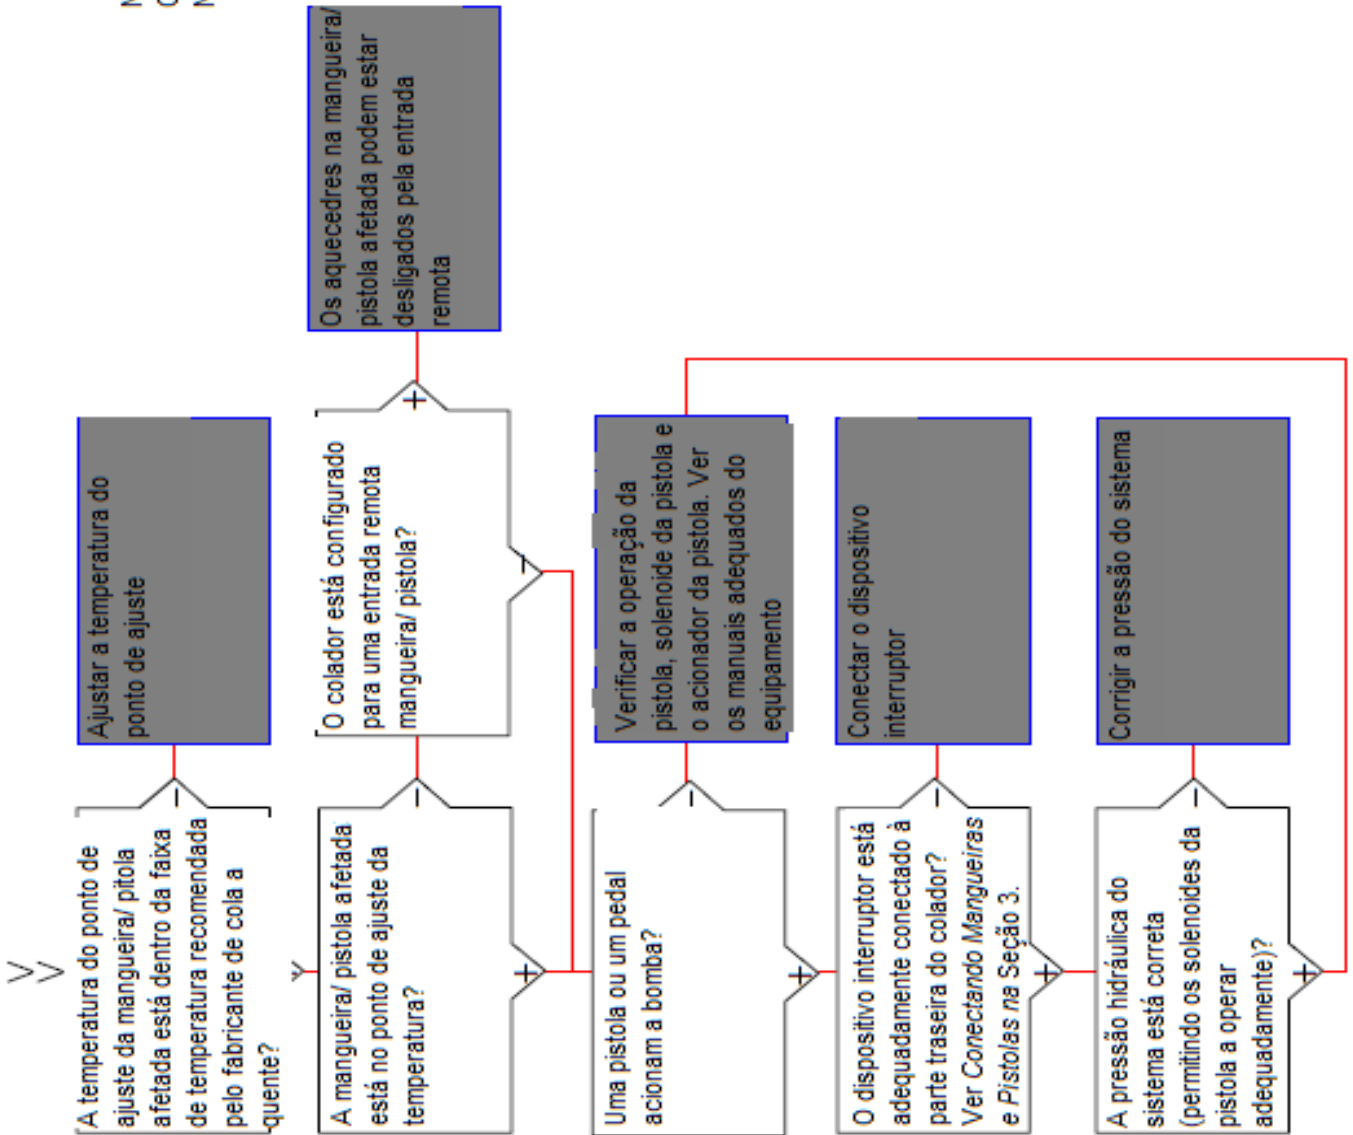 A temperatura do ponto de
ajuste da mangueira/ pitola
afetada está dentro da faixa
de temperatura recomendada
pelo fabricante de cola a
quente?
-
Ajustar a temperatura do
ponto de ajuste
A mangueira/ pistola afetada
está no ponto de ajuste da
temperatura?
-
+
O colador está configurado
para uma entrada remota
mangueira/ pistola?
+
-
Os aquecedres na mangueira/
pistola afetada podem estar
desligados pela entrada
remota
Uma pistola ou um pedal
acionam a bomba?
-
+
Verificar a operação da
pistola, solenoide da pistola e
o acionador da pistola. Ver
os manuais adequados do
equipamento
O dispositivo interruptor está
adequadamente conectado à
parte traseira do colador?
Ver Conectando Mangueiras
e Pistolas na Seção 3.
-
+
Conectar o dispositivo
interruptor
A pressão hidráulica do
sistema está correta
(permitindo os solenoides da
pistola a operar
adequadamente)?
-
+
Corrigir a pressão do sistema